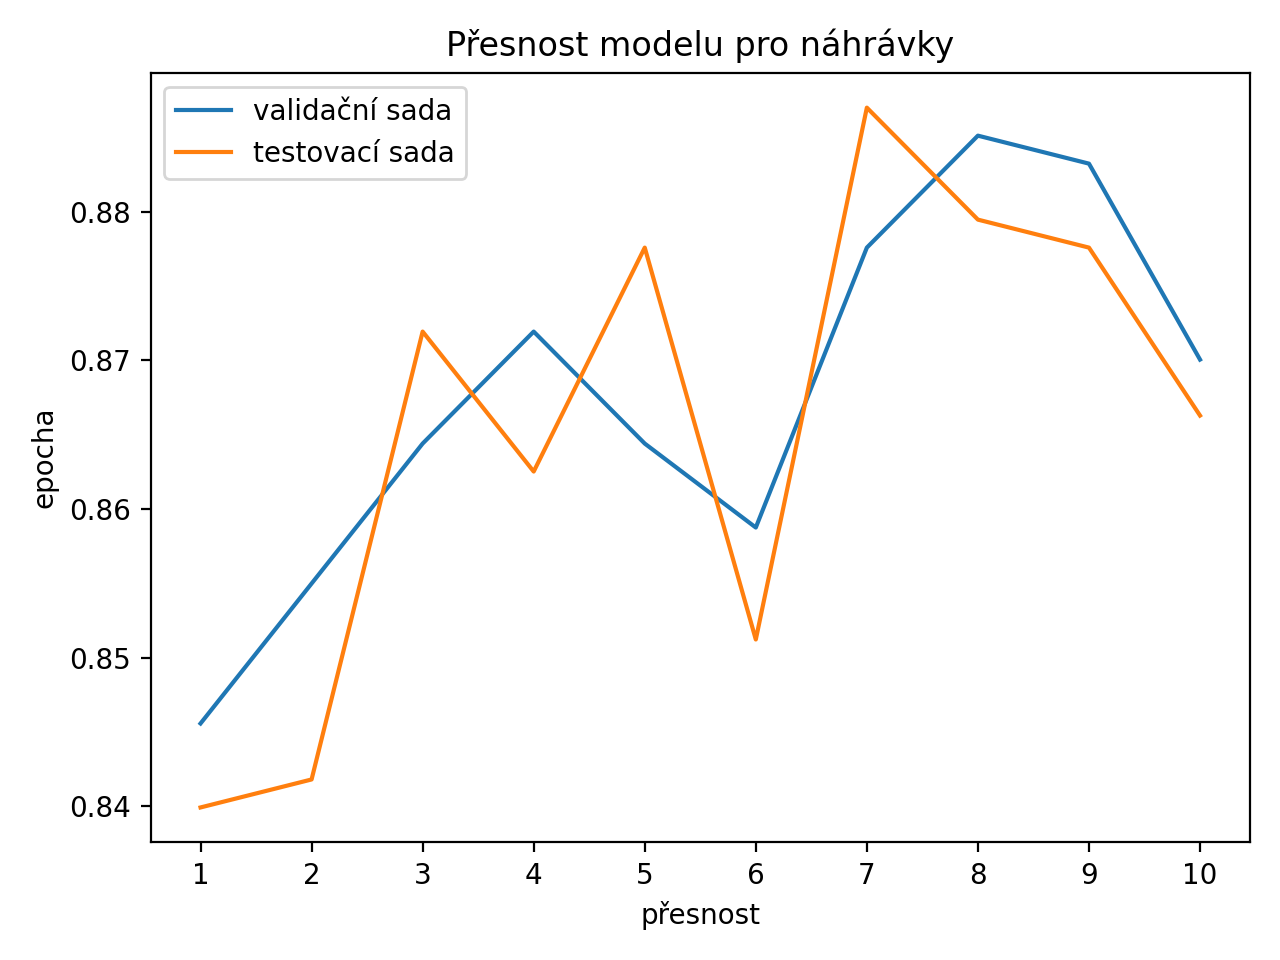 Přesnost modelu pro náhrávky
validační sada
testovací sada
0.88
0.87
0.86
0.85
0.84
epocha
1 2 3 4 5 6 7 8 9 10
přesnost